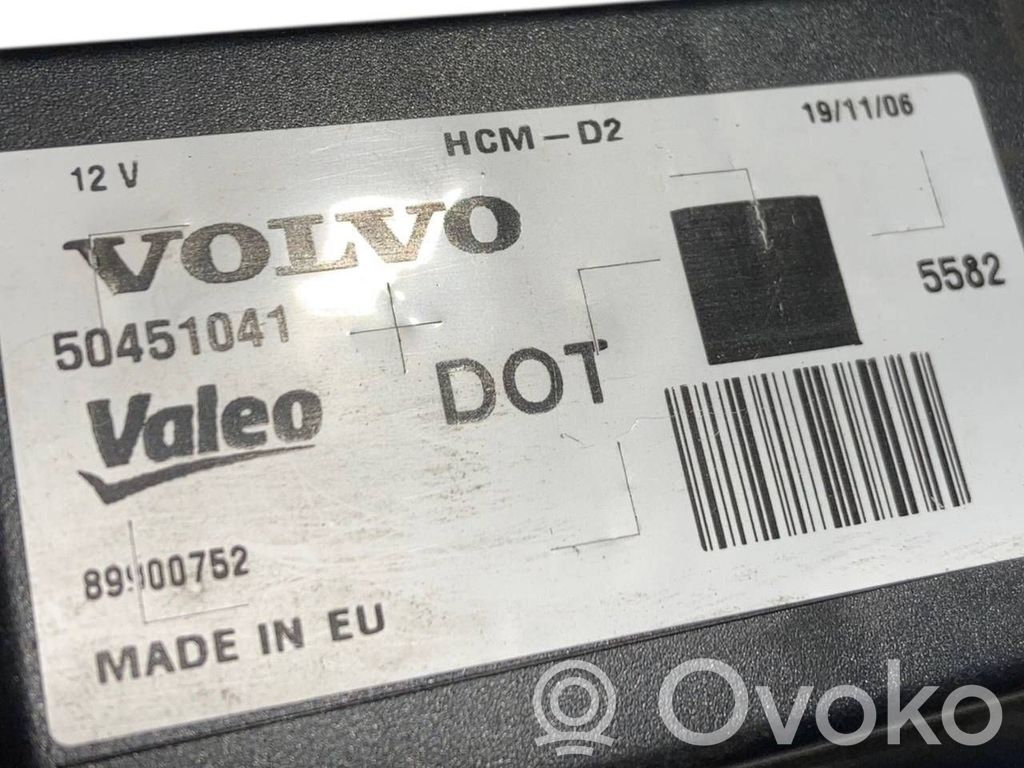 12 V HCM-D2 19/11/06
VOLVO
5582
50451041
DOT
Valeo
89900752
MADE IN EU
Ovoko